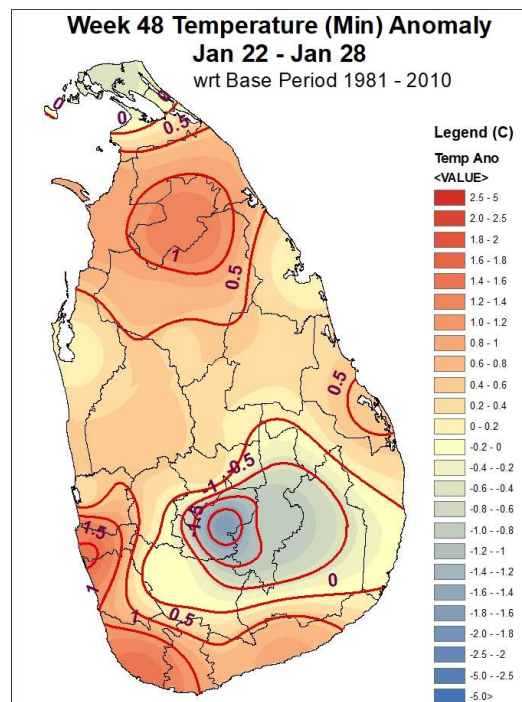 Week 48 Temperature (Min) Anomaly
Jan 22 - Jan 28
wrt Base Period 1981 - 2010
Legend (C)
Temp Ano
<VALUE>
2.5 - 5
2.0 - 2.5
1.8 - 2
1.6 - 1.8
1.4 - 1.6
1.2 - 1.4
1.0 - 1.2
0.8 - 1
0.6 - 0.8
0.4 - 0.6
0.2 - 0.4
0 - 0.2
-0.2 - 0
-0.4 - -0.2
-0.6 - -0.4
-0.8 - -0.6
-1.0 - -0.8
-1.2 - -1
-1.4 - -1.2
-1.6 - -1.4
-1.8 - -1.6
-2.0 - -1.8
-2.5 - -2
-5.0 - -2.5
-5.0>
0
0
0
0.5
1
0.5
0.5
-0.5
-1
-1.5
1.5
1
0
0.5
1